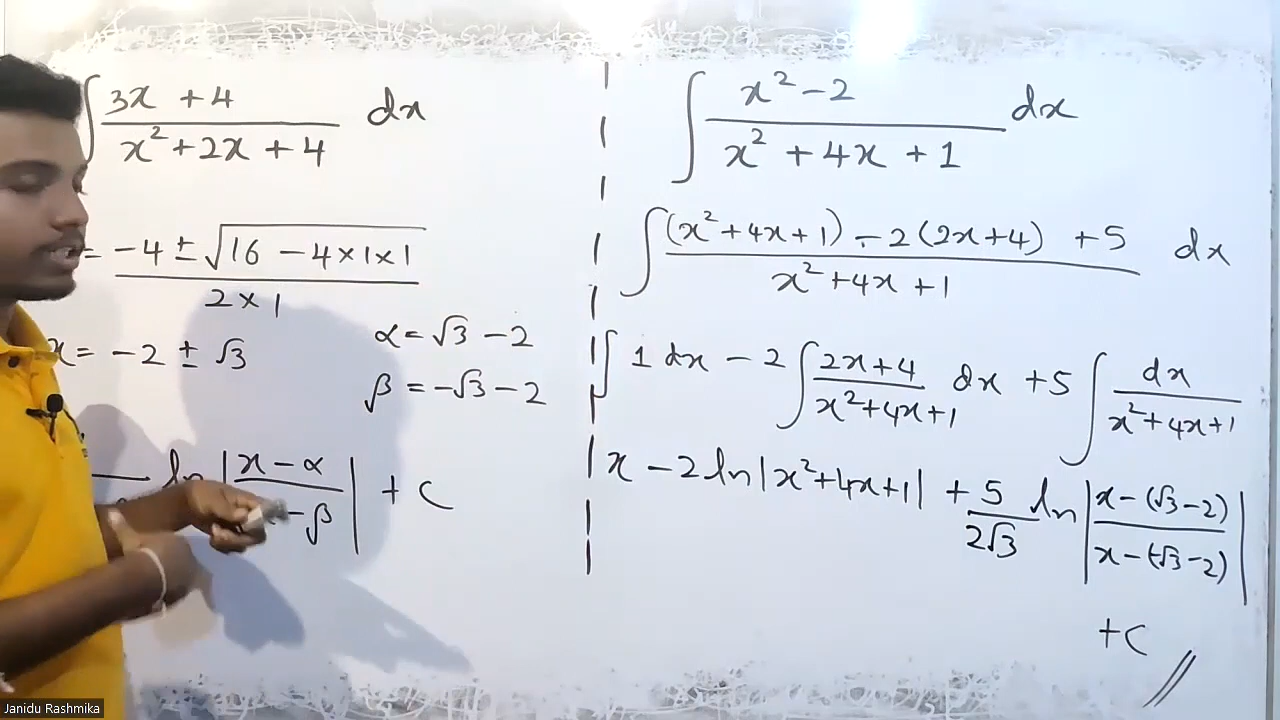 ∫ (3x + 4)/(x² + 2x + 4) dx
= (-4 ± √(16 - 4×1×1))/(2×1)
x = -2 ± √3
α = √3 - 2
β = -√3 - 2
ln |(x - α)/( - β)| + c
∫ (x² - 2)/(x² + 4x + 1) dx
∫ ((x² + 4x + 1) - 2(2x + 4) + 5)/(x² + 4x + 1) dx
∫ 1 dx - 2 ∫ (2x + 4)/(x² + 4x + 1) dx + 5 ∫ dx/(x² + 4x + 1)
x - 2 ln |x² + 4x + 1| + 5/(2√3) ln |(x - (√3 - 2))/(x - (-√3 - 2))|
+ c
Janidu Rashmika